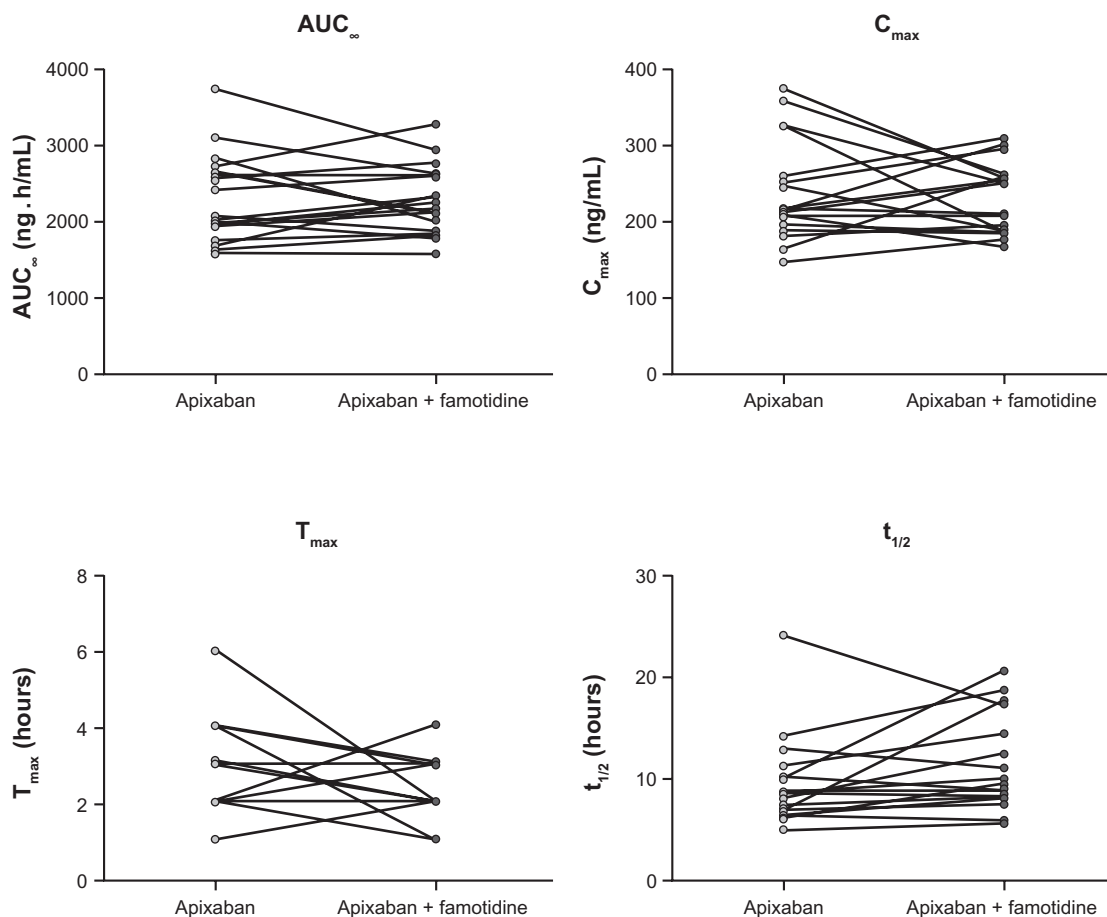 AUC∞
4000
3000
2000
1000
0
AUC∞ (ng . h/mL)
Apixaban
Apixaban + famotidine
Cmax
400
300
200
100
0
Cmax (ng/mL)
Apixaban
Apixaban + famotidine
Tmax
8
6
4
2
0
Tmax (hours)
Apixaban
Apixaban + famotidine
t1/2
30
20
10
0
t1/2 (hours)
Apixaban
Apixaban + famotidine